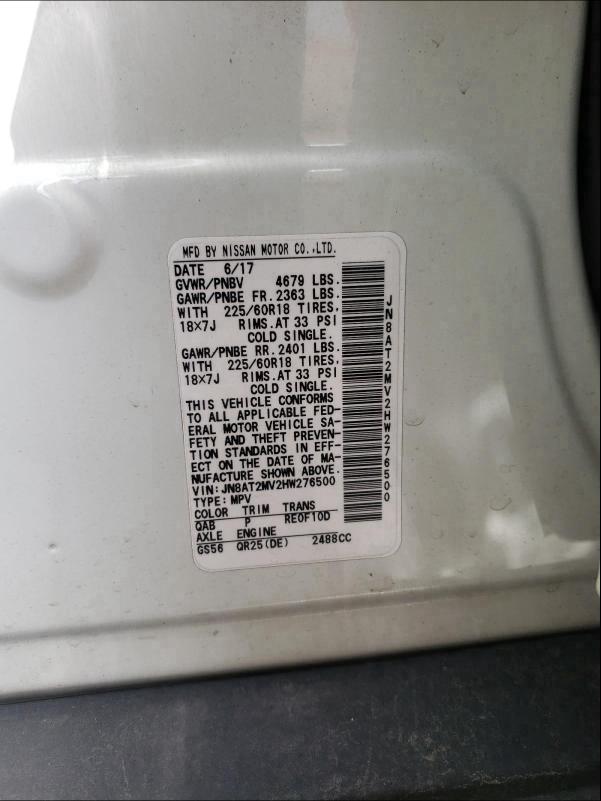 MFD BY NISSAN MOTOR CO.,LTD.
DATE 6/17
GVWR/PNBV 4679 LBS.
GAWR/PNBE FR. 2363 LBS.
WITH 225/60R18 TIRES,
18X7J RIMS. AT 33 PSI
COLD SINGLE.
GAWR/PNBE RR. 2401 LBS.
WITH 225/60R18 TIRES,
18X7J RIMS. AT 33 PSI
COLD SINGLE.
THIS VEHICLE CONFORMS
TO ALL APPLICABLE FED-
ERAL MOTOR VEHICLE SA-
FETY AND THEFT PREVEN-
TION STANDARDS IN EFF-
ECT ON THE DATE OF MA-
NUFACTURE SHOWN ABOVE.
VIN: JN8AT2MV2HW276500
TYPE: MPV
COLOR TRIM TRANS
QAB P RE0F10D
AXLE ENGINE
GS56 QR25(DE) 2488CC
JN8AT2MV2HW276500